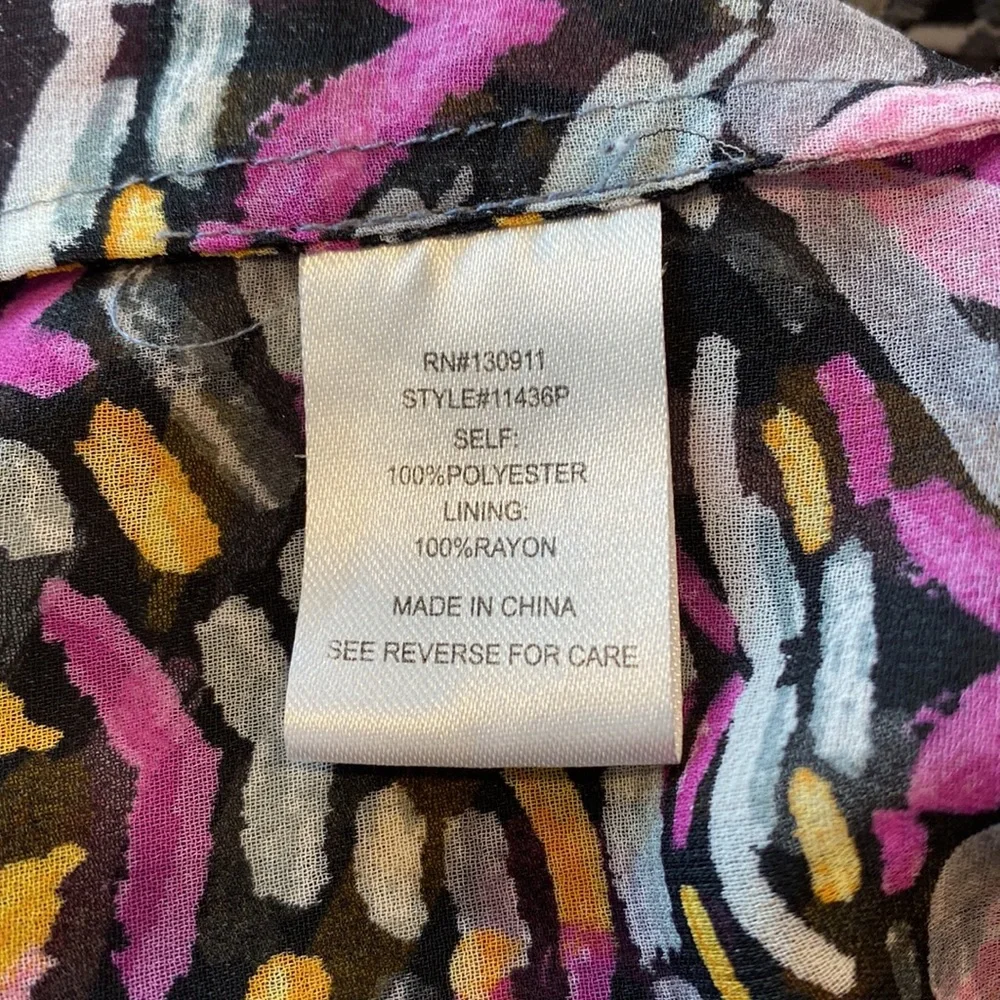 RN#130911
STYLE#11436P
SELF:
100%POLYESTER
LINING:
100%RAYON
MADE IN CHINA
SEE REVERSE FOR CARE